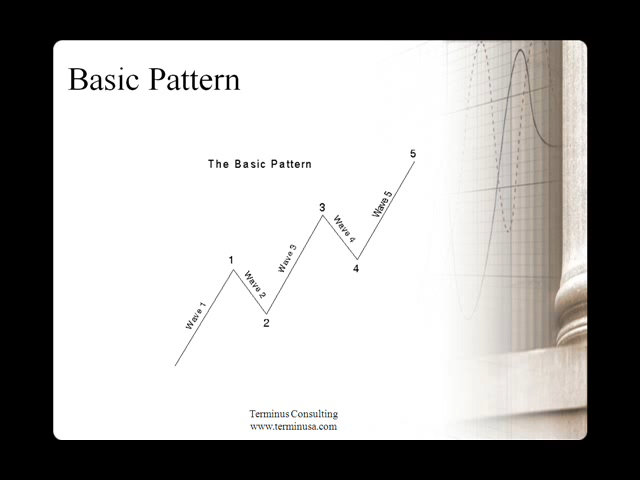 Basic Pattern
The Basic Pattern
5
Wave 5
3
Wave 4
4
1
Wave 3
Wave 2
2
Wave 1
Terminus Consulting
www.terminusa.com